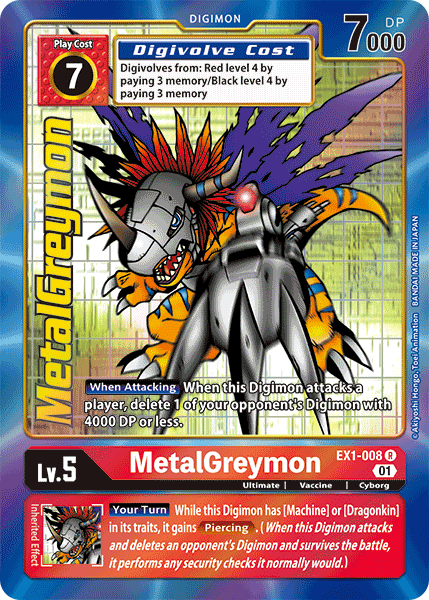 DIGIMON
Play Cost
7
Digivolve Cost
Digivolves from: Red level 4 by
paying 3 memory/Black level 4 by
paying 3 memory
DP
7000
MetalGreymon
©Akiyoshi Hongo, Toei Animation BANDAI MADE IN JAPAN
When Attacking When this Digimon attacks a
player, delete 1 of your opponent's Digimon with
4000 DP or less.
Lv.5
MetalGreymon
EX1-008 R
01
Ultimate | Vaccine | Cyborg
Inherited Effect
Your Turn While this Digimon has [Machine] or [Dragonkin]
in its traits, it gains Piercing. (When this Digimon attacks
and deletes an opponent's Digimon and survives the battle,
it performs any security checks it normally would.)